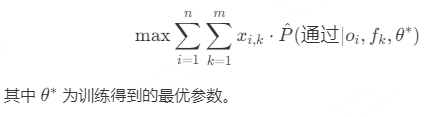 max ∑_{i=1}^{n} ∑_{k=1}^{m} x_{i,k} · P̂(通过|o_i, f_k, θ*)
其中 θ* 为训练得到的最优参数。